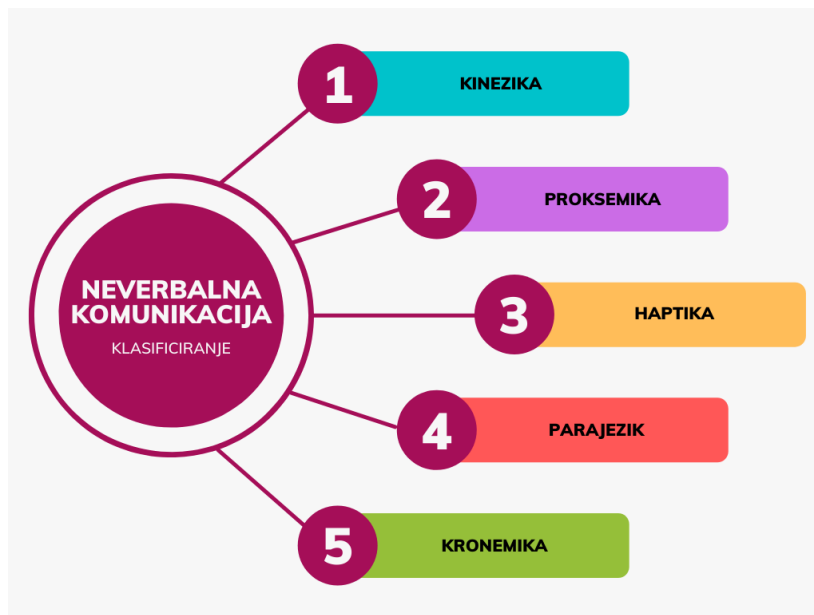 NEVERBALNA
KOMUNIKACIJA
KLASIFICIRANJE
1
KINEZIKA
2
PROKSEMIKA
3
HAPTIKA
4
PARAJEZIK
5
KRONEMIKA